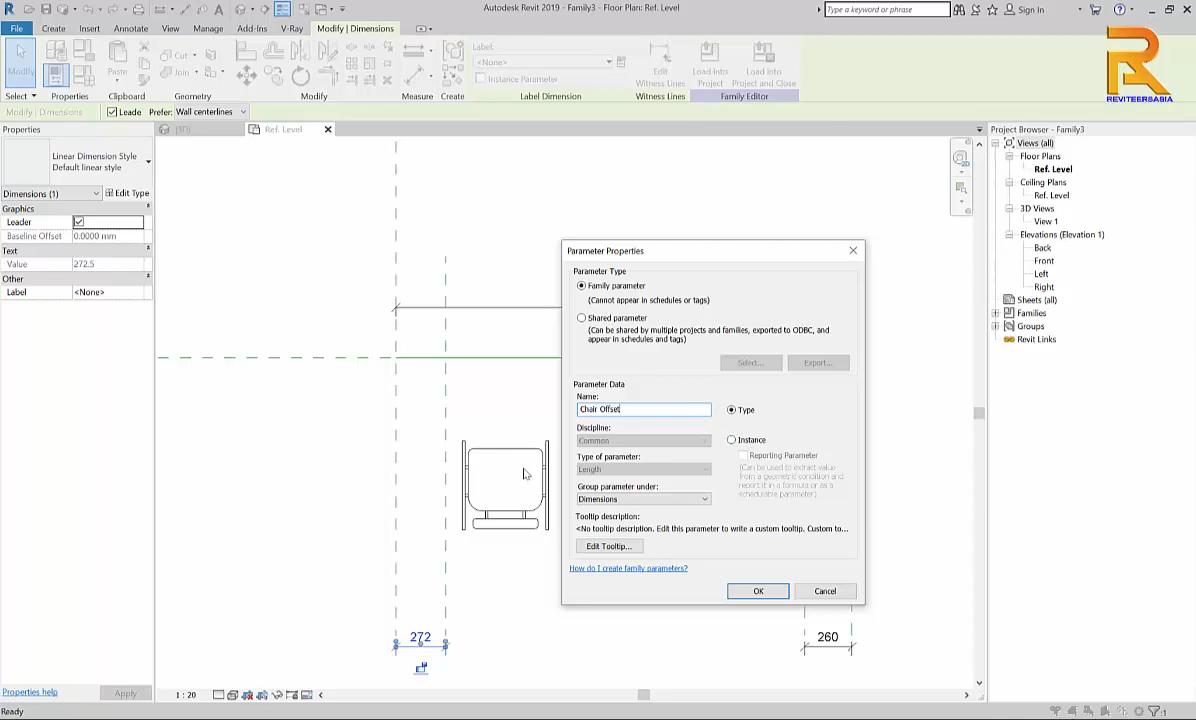 Autodesk Revit 2019 - Floor Plan: Ref. Level
Type a keyword or phrase
Sign In
File Create Insert Annotate View Manage Add-Ins V-Ray Modify | Dimensions
Modify
Select
Properties
Paste
Clipboard
Cut
Join
Geometry
Modify
Measure
Create
Label:
<None>
Instance Parameter
Label Dimension
Edit
Witness Lines
Witness Lines
Load into
Project
Load into
Project and Close
Family Editor
REVITEERSASIA
Modify | Dimensions
Leade Prefer: Wall centerlines
Properties
Linear Dimension Style
Default linear style
Dimensions (1)
Edit Type
Graphics
Leader
Baseline Offset 0.0000 mm
Text
Value 272.5
Other
Label <None>
Properties help
Apply
(3D)
Ref. Level
2D
272
260
Parameter Properties
Parameter Type
Family parameter
(Cannot appear in schedules or tags)
Shared parameter
(Can be shared by multiple projects and families, exported to ODBC, and
appear in schedules and tags)
Select...
Export...
Parameter Data
Name:
Chair Offset
Type
Discipline:
Common
Instance
Type of parameter:
Length
Reporting Parameter
(Can be used to extract value
from a geometric condition and
report it in a formula or as a
schedulable parameter)
Group parameter under:
Dimensions
Tooltip description:
<No tooltip description. Edit this parameter to write a custom tooltip. Custom to...
Edit Tooltip...
How do I create family parameters?
OK
Cancel
Project Browser - Family3
Views (all)
Floor Plans
Ref. Level
Ceiling Plans
Ref. Level
3D Views
View 1
Elevations (Elevation 1)
Back
Front
Left
Right
Sheets (all)
Families
Groups
Revit Links
1 : 20
Ready
:1